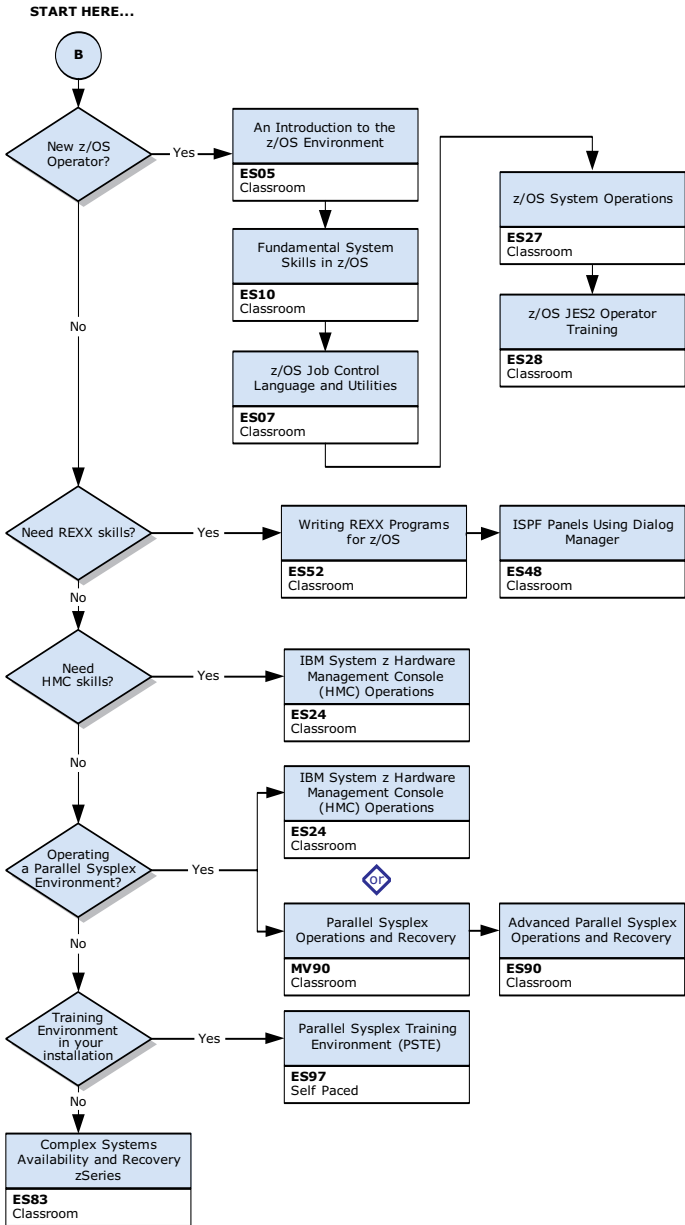 START HERE...
B
New z/OS
Operator?
Yes
An Introduction to the
z/OS Environment
ES05
Classroom
Fundamental System
Skills in z/OS
ES10
Classroom
z/OS Job Control
Language and Utilities
ES07
Classroom
z/OS System Operations
ES27
Classroom
z/OS JES2 Operator
Training
ES28
Classroom
No
Need REXX skills?
Yes
Writing REXX Programs
for z/OS
ES52
Classroom
ISPF Panels Using Dialog
Manager
ES48
Classroom
No
Need
HMC skills?
Yes
IBM System z Hardware
Management Console
(HMC) Operations
ES24
Classroom
No
Operating
a Parallel Sysplex
Environment?
Yes
IBM System z Hardware
Management Console
(HMC) Operations
ES24
Classroom
or
Parallel Sysplex
Operations and Recovery
MV90
Classroom
Advanced Parallel Sysplex
Operations and Recovery
ES90
Classroom
No
Training
Environment
in your
installation
Yes
Parallel Sysplex Training
Environment (PSTE)
ES97
Self Paced
No
Complex Systems
Availability and Recovery
zSeries
ES83
Classroom